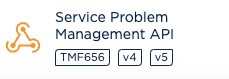 Service Problem
Management API
TMF656 v4 v5